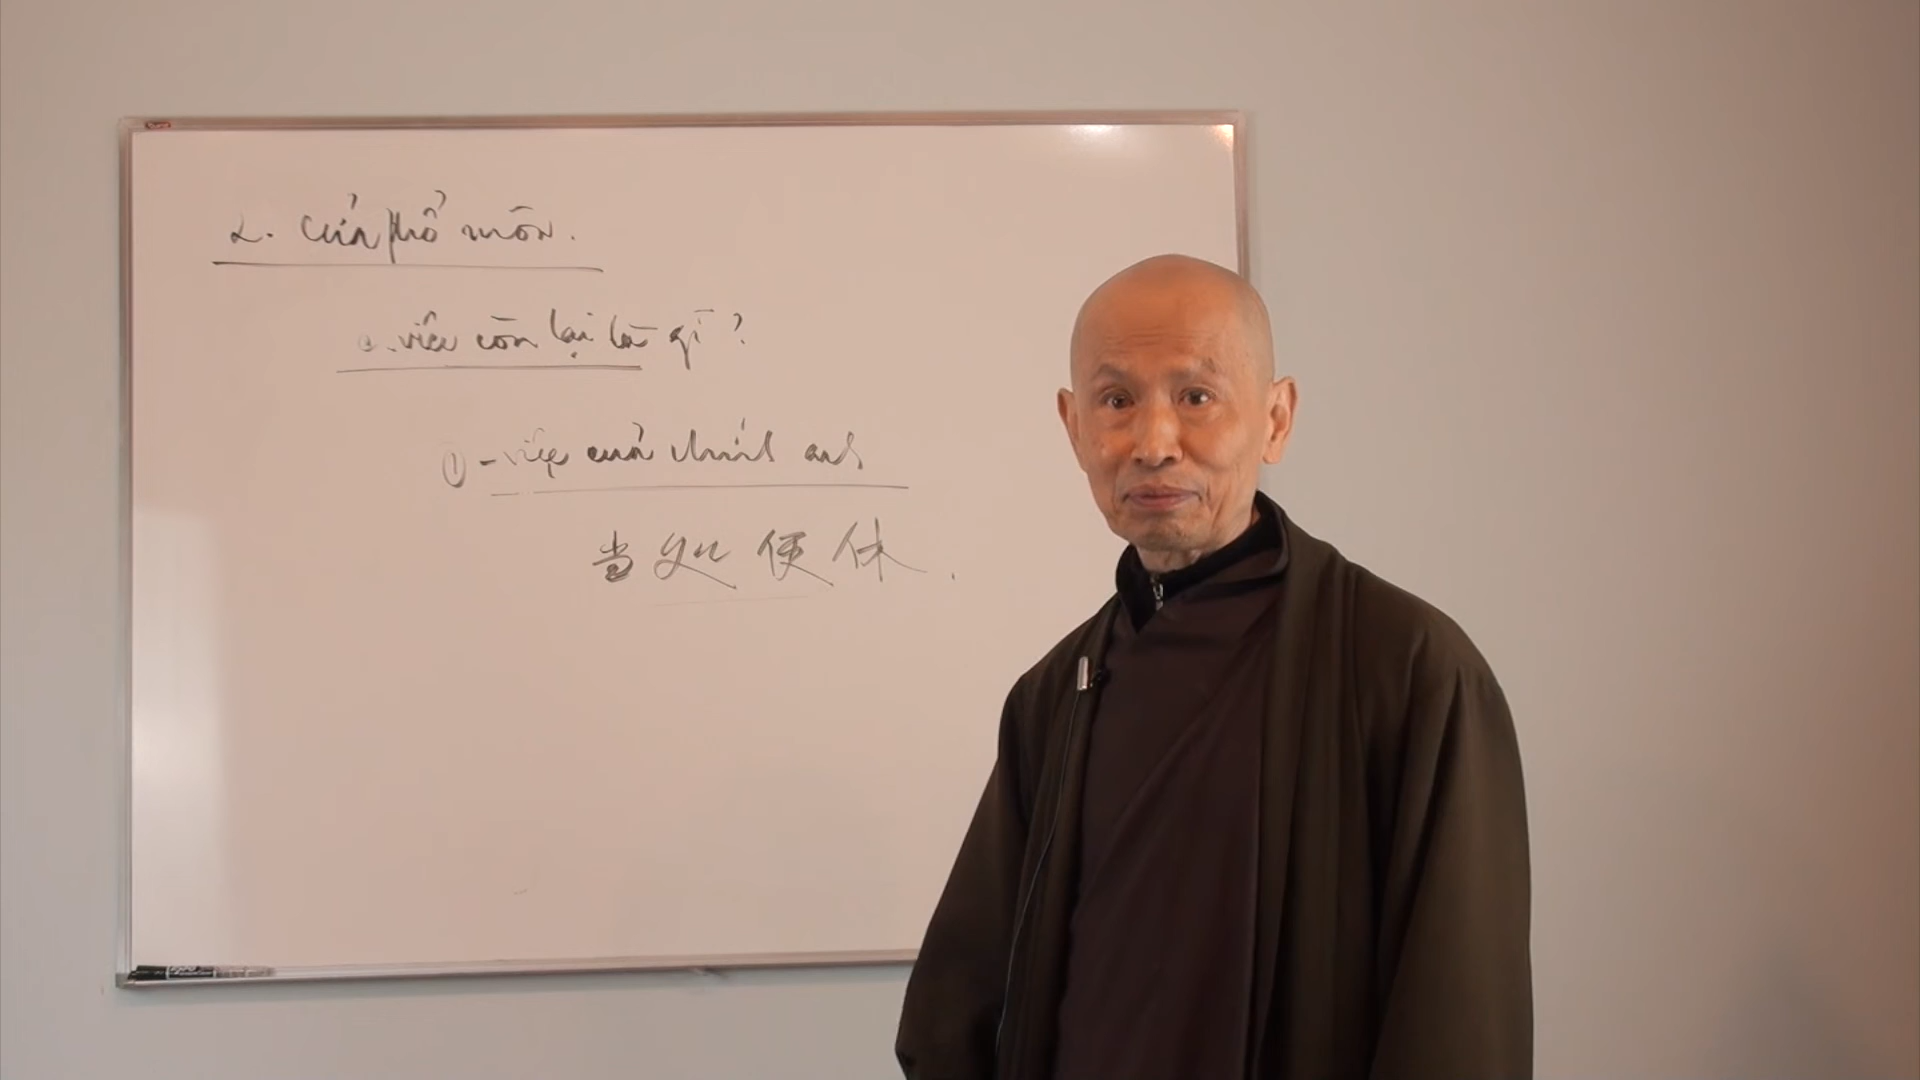 2. Cửa phổ môn.
a. việc còn lại là gì?
① - việc của chính anh
当处便休.